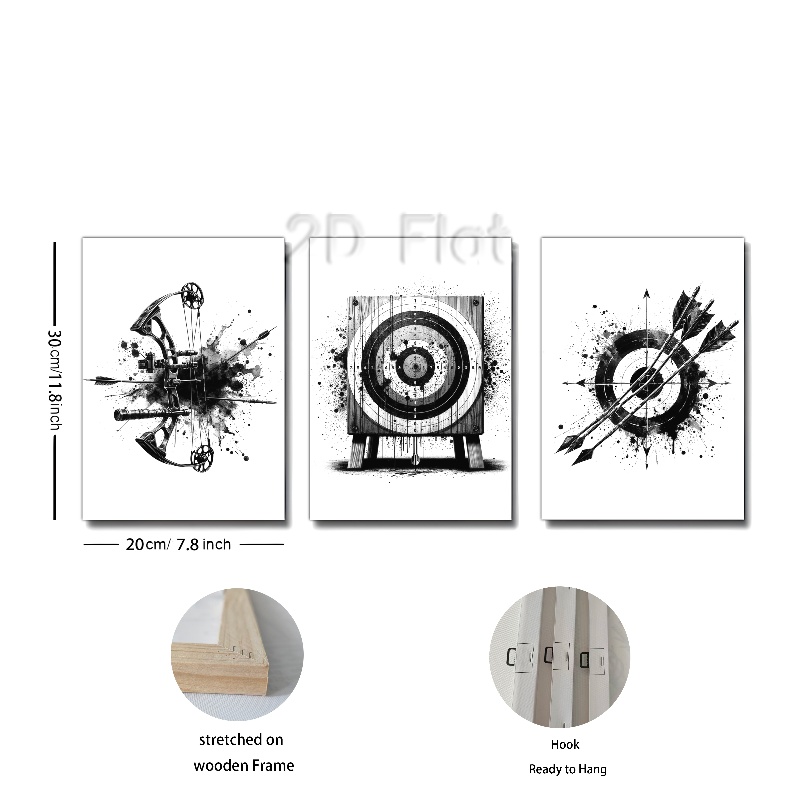 2D Flat
30cm/11.8inch
20cm/ 7.8 inch
stretched on
wooden Frame
Hook
Ready to Hang